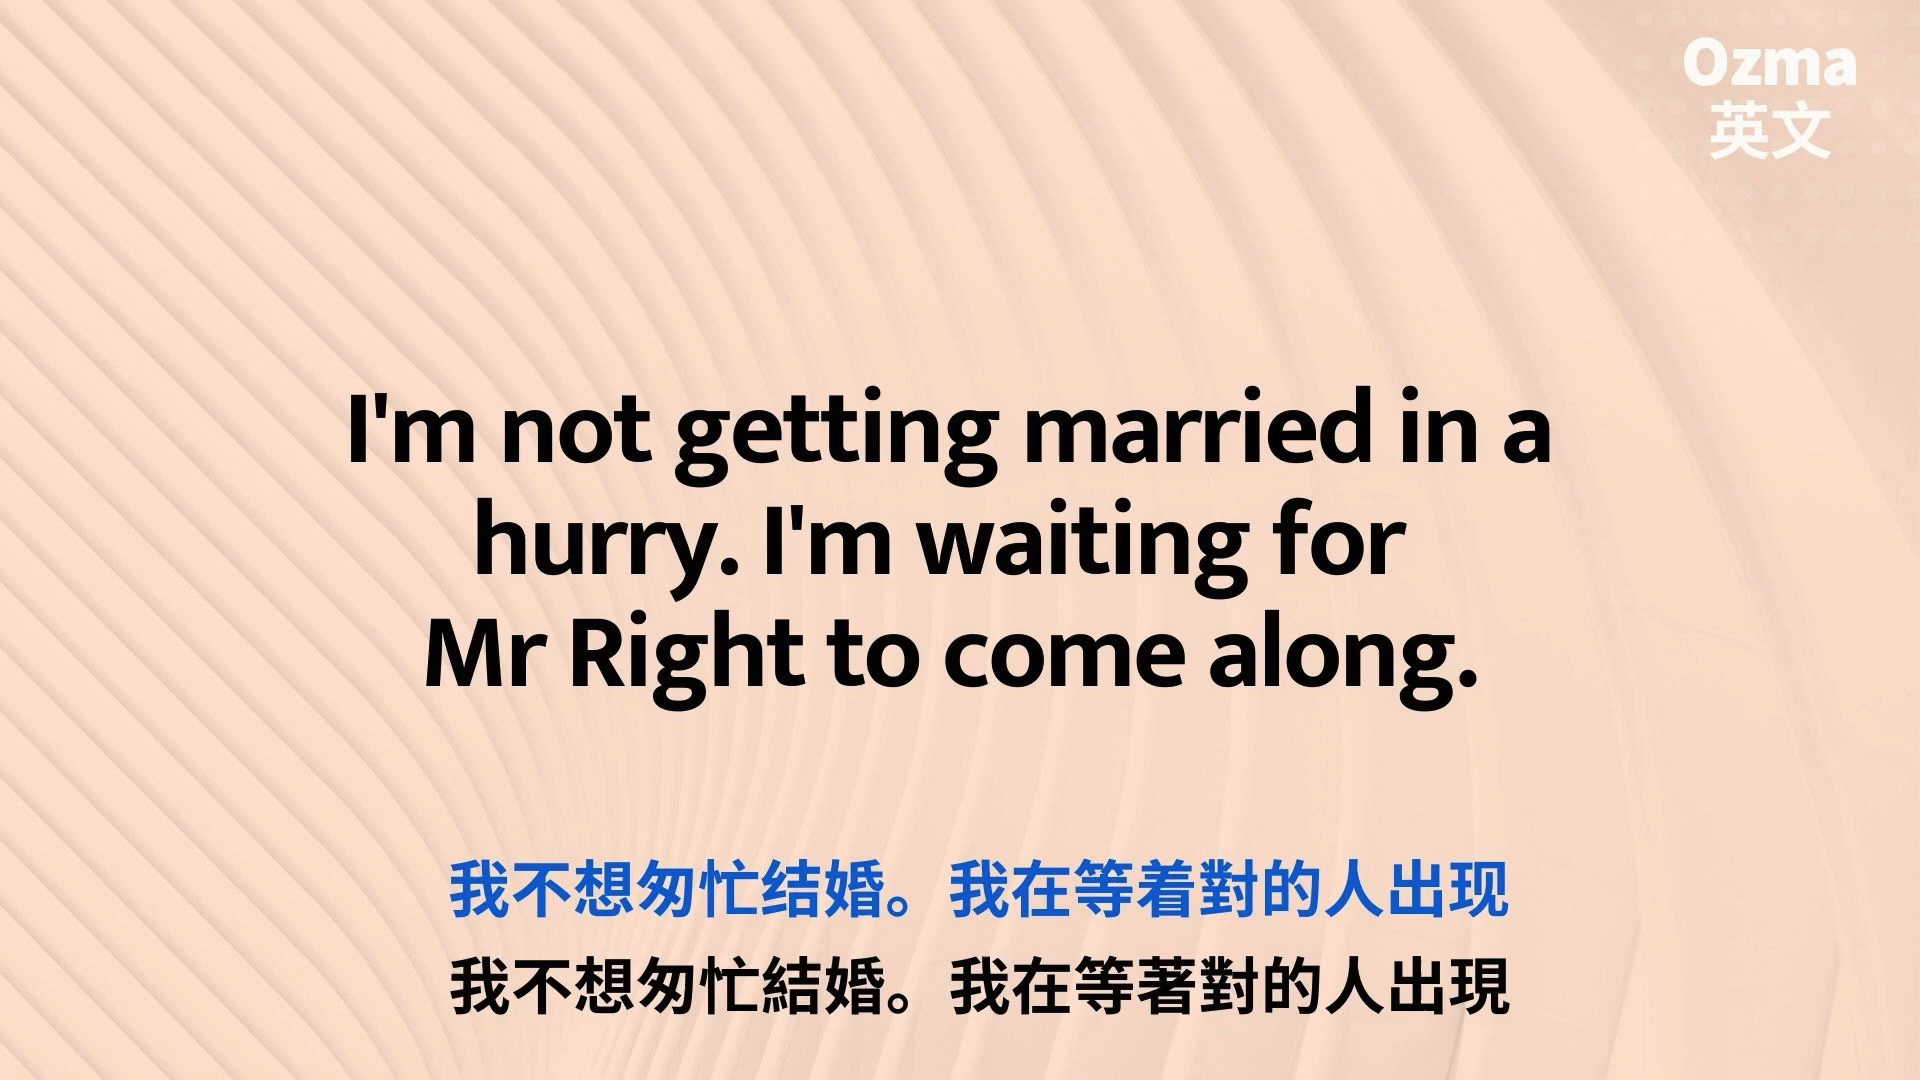 Ozma
英文
I'm not getting married in a
hurry. I'm waiting for
Mr Right to come along.
我不想匆忙结婚。我在等着對的人出现
我不想匆忙結婚。我在等著對的人出現